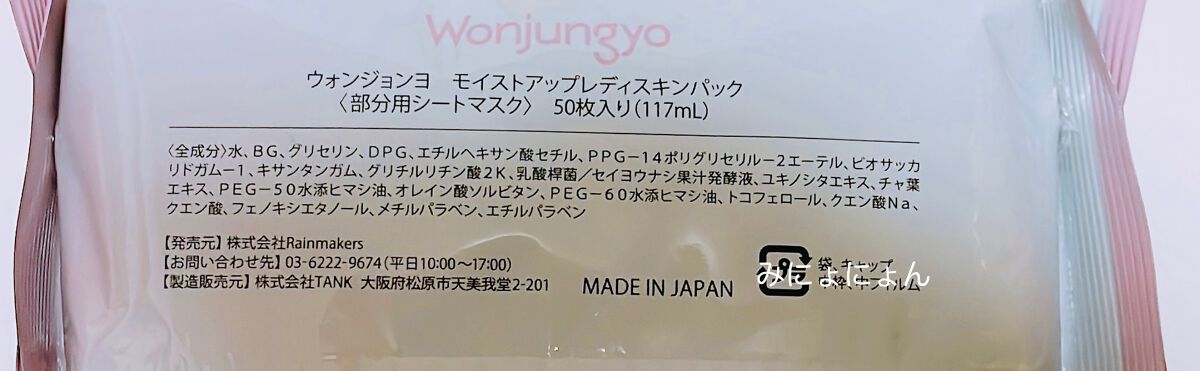 Wonjungyo
ウォンジョンヨ　モイストアップレディスキンパック
〈部分用シートマスク〉　50枚入り(117mL)
〈全成分〉水、BG、グリセリン、DPG、エチルヘキサン酸セチル、PPG－14ポリグリセリル－2エーテル、ビオサッカ
リドガム－1、キサンタンガム、グリチルリチン酸2K、乳酸桿菌／セイヨウナシ果汁発酵液、ユキノシタエキス、チャ葉
エキス、PEG－50水添ヒマシ油、オレイン酸ソルビタン、PEG－60水添ヒマシ油、トコフェロール、クエン酸Na、
クエン酸、フェノキシエタノール、メチルパラベン、エチルパラベン
【発売元】株式会社Rainmakers
【お問い合わせ先】03-6222-9674(平日10:00～17:00)
【製造販売元】株式会社TANK 大阪府松原市天美我堂2-201
MADE IN JAPAN
袋、キャップ
みにょにょん